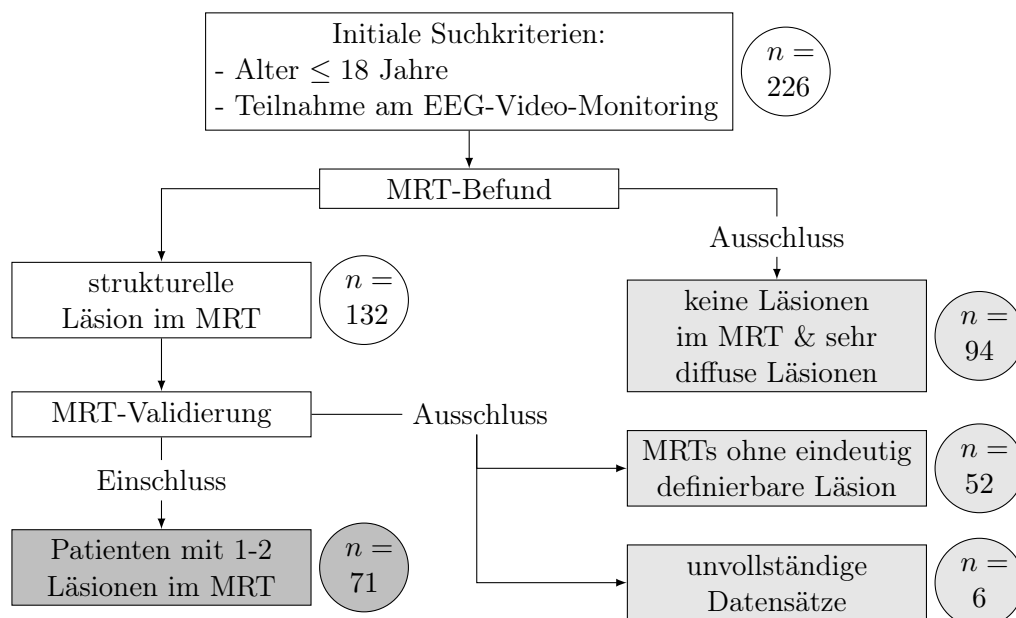 Initiale Suchkriterien:
- Alter ≤ 18 Jahre
- Teilnahme am EEG-Video-Monitoring
n =
226
MRT-Befund
Ausschluss
strukturelle
Läsion im MRT
n =
132
keine Läsionen
im MRT & sehr
diffuse Läsionen
n =
94
MRT-Validierung
Ausschluss
MRTs ohne eindeutig
definierbare Läsion
n =
52
Einschluss
Patienten mit 1-2
Läsionen im MRT
n =
71
unvollständige
Datensätze
n =
6